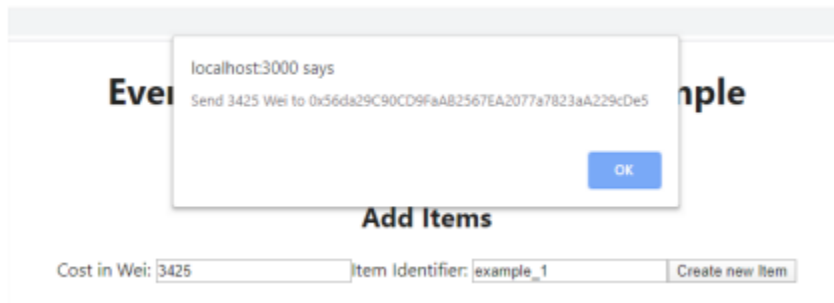 localhost:3000 says
Send 3425 Wei to 0x56da29C90CD9FaAB2567EA2077a7823aA229cDe5
OK
Add Items
Cost in Wei: 3425 Item Identifier: example_1 Create new Item